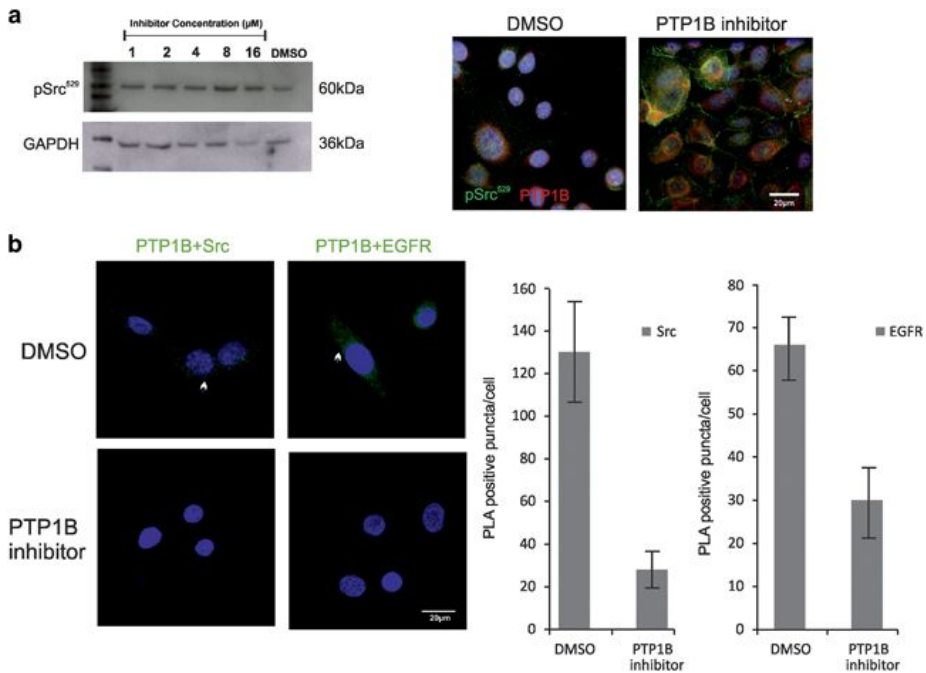 a
Inhibitor Concentration (µM)
1 2 4 8 16 DMSO
pSrc⁵²⁹ 60kDa
GAPDH 36kDa
DMSO PTP1B inhibitor
pSrc⁵²⁹ PTP1B
20µm
b
PTP1B+Src PTP1B+EGFR
DMSO
PTP1B
inhibitor
20µm
PLA positive puncta/cell
160
140
120
100
80
60
40
20
0
DMSO PTP1B
inhibitor
Src
PLA positive puncta/cell
80
70
60
50
40
30
20
10
0
DMSO PTP1B
inhibitor
EGFR